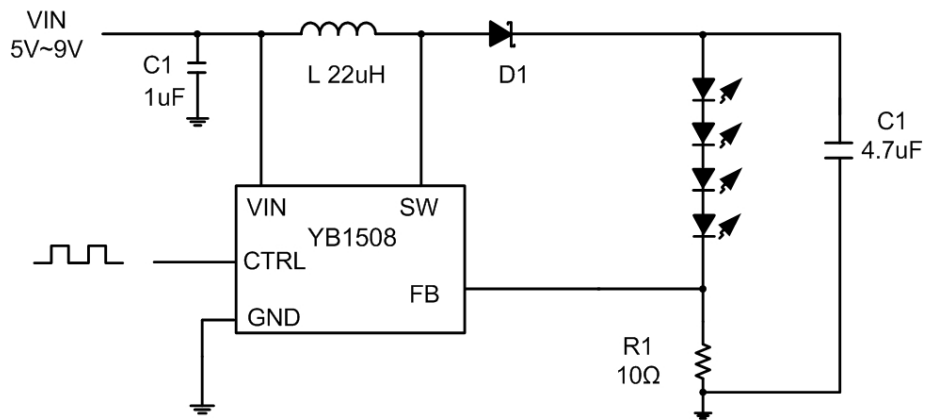 VIN
5V~9V
C1
1uF
L 22uH
D1
C1
4.7uF
VIN
SW
YB1508
CTRL
FB
GND
R1
10Ω